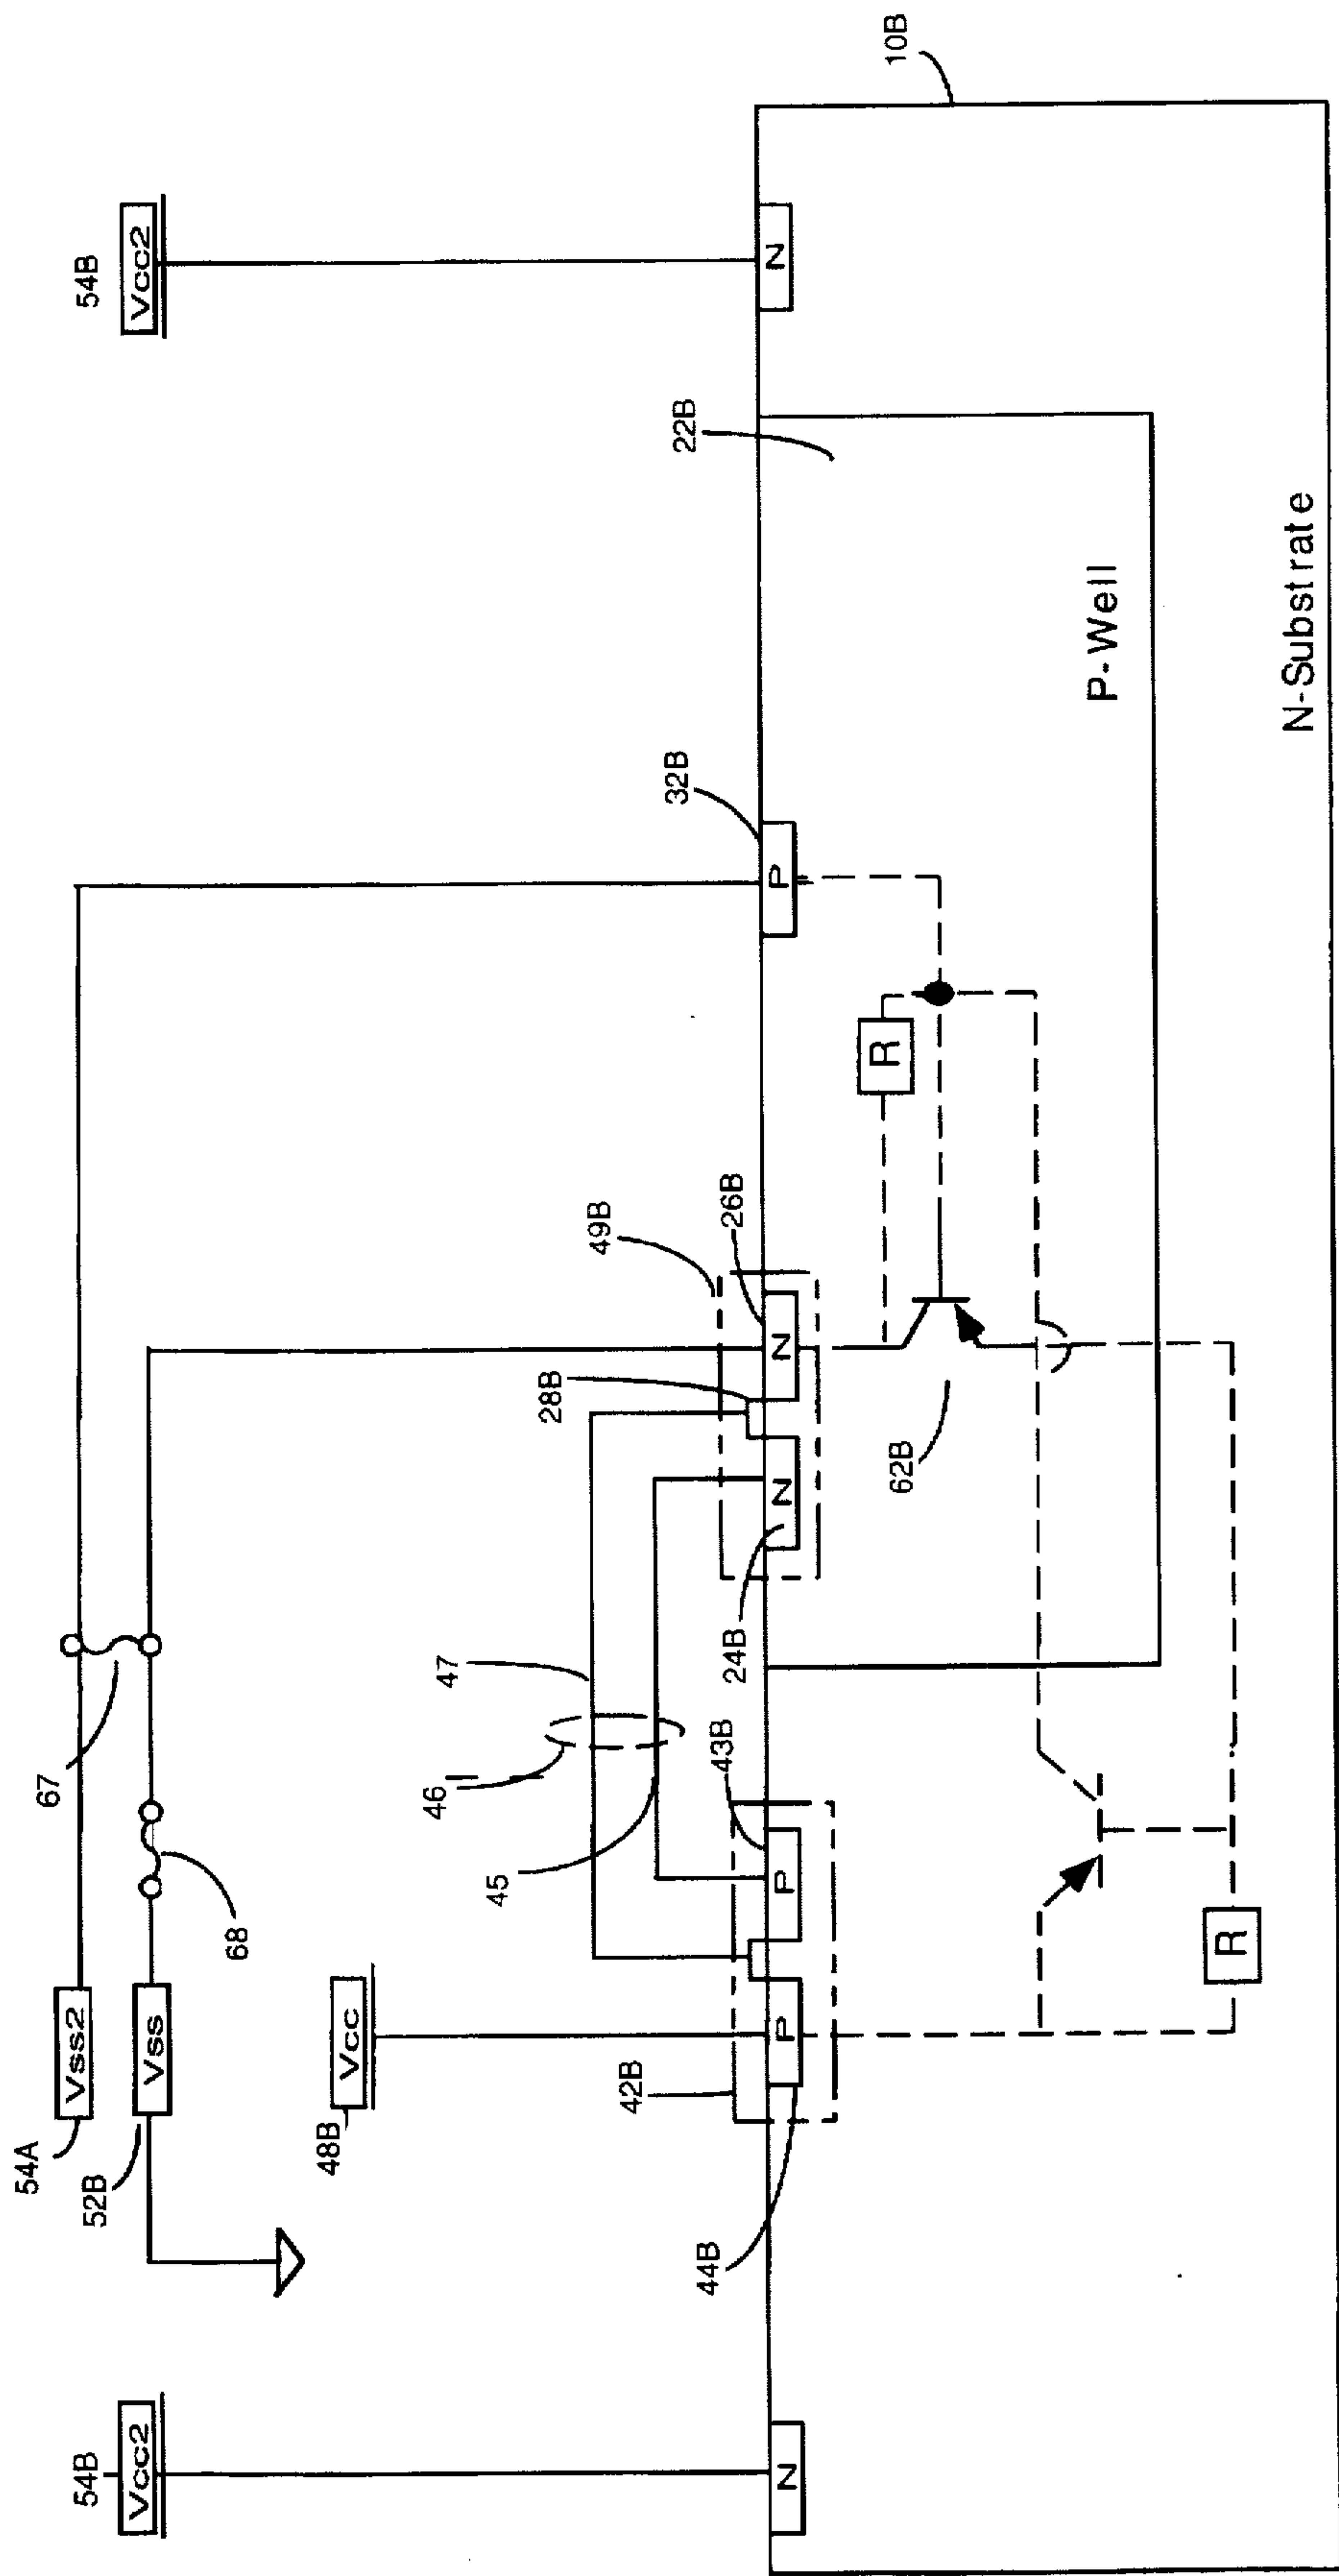 54B
Vcc2
54A
Vss2
52B
Vss
68
67
54B
Vcc2
48B
Vcc
46
47
45
42B
43B
44B
24B
28B
49B
26B
32B
22B
10B
N
P
P
N
N
P
N
62B
R
R
P-Well
N-Substrate